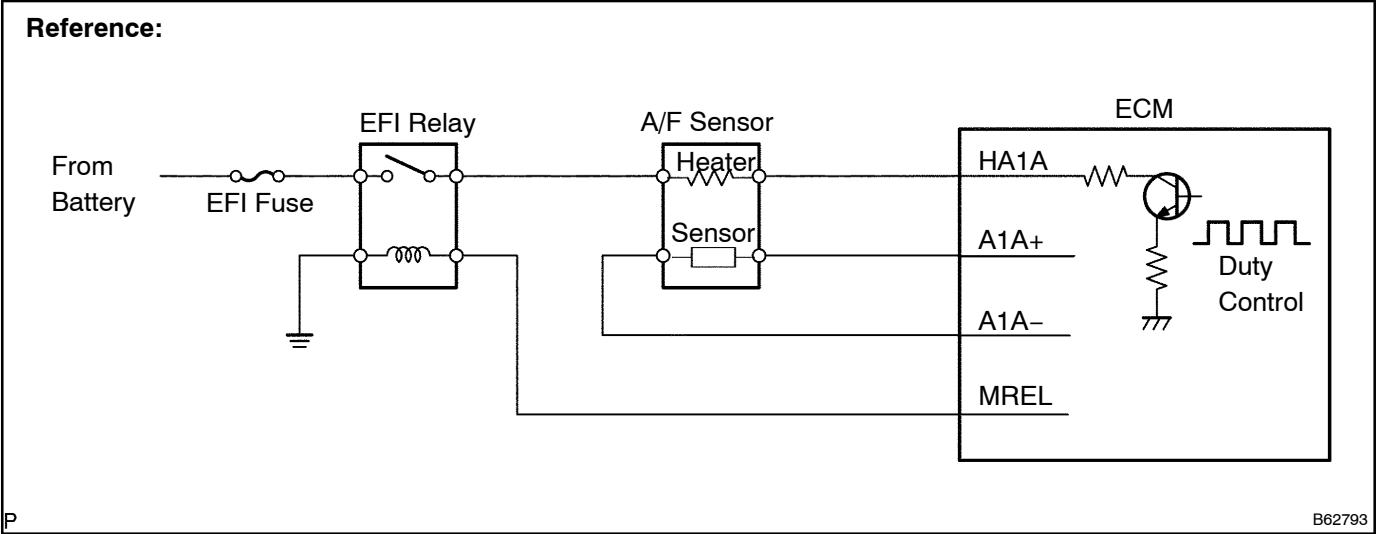 Reference:
From
Battery
EFI Fuse
EFI Relay
A/F Sensor
Heater
Sensor
ECM
HA1A
A1A+
A1A−
MREL
Duty
Control
P
B62793